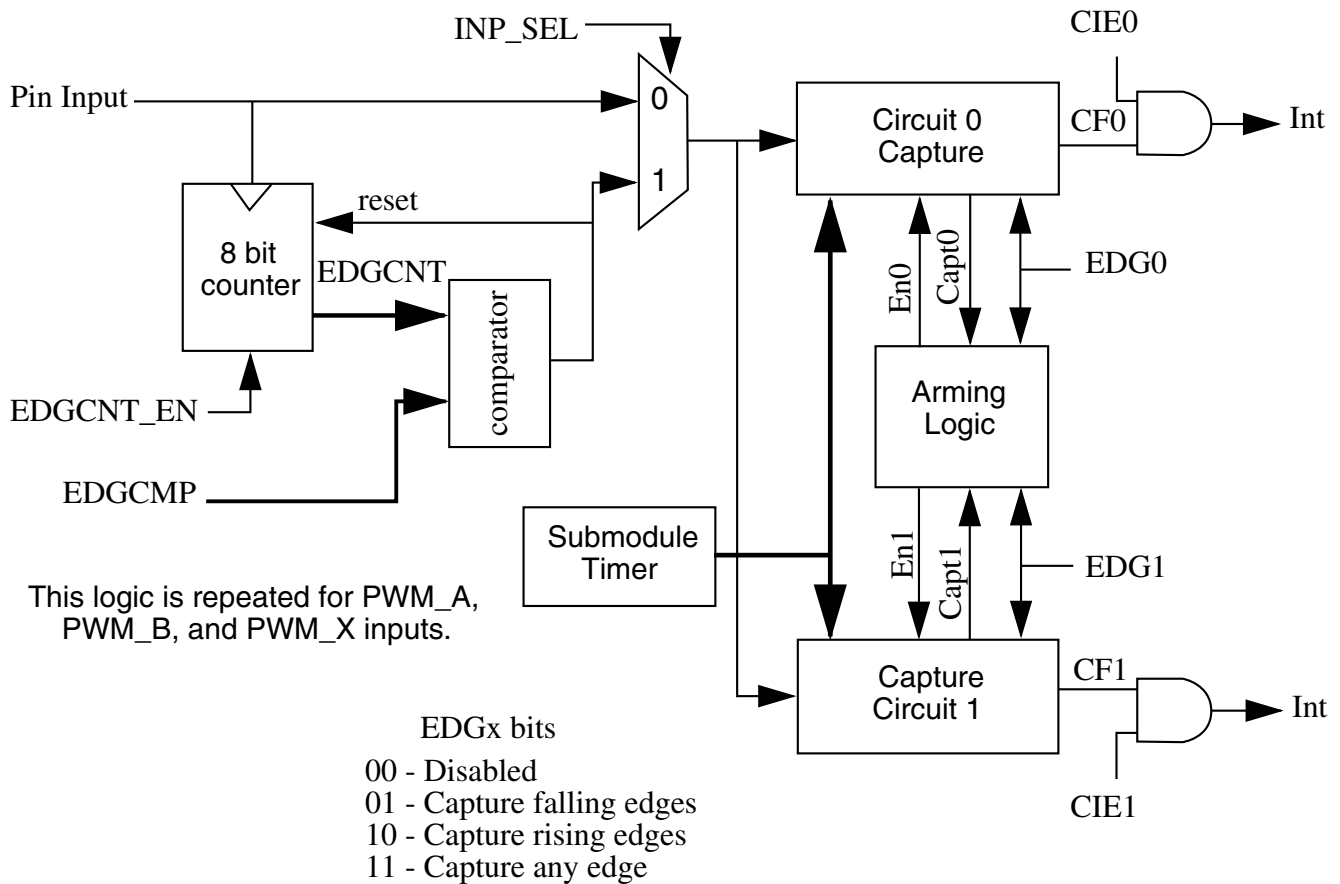 INP_SEL
CIE0
Pin Input
0
Circuit 0
Capture
CF0
Int
1
reset
8 bit
counter
EDGCNT
En0
Capt0
EDG0
comparator
Arming
Logic
EDGCNT_EN
EDGCMP
Submodule
Timer
En1
Capt1
EDG1
This logic is repeated for PWM_A,
PWM_B, and PWM_X inputs.
Capture
Circuit 1
CF1
Int
CIE1
EDGx bits
00 - Disabled
01 - Capture falling edges
10 - Capture rising edges
11 - Capture any edge